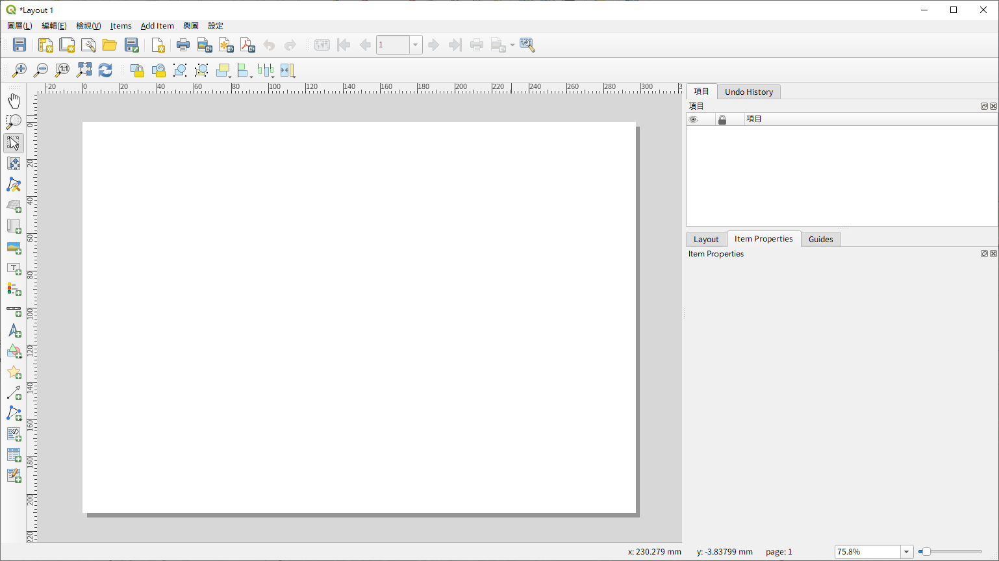 *Layout 1
圖層(L) 編輯(E) 檢視(V) Items Add Item 輿圖 設定
1
1:1
-20 0 20 40 60 80 100 120 140 160 180 200 220 240 260 280 300 3
0
20
40
60
80
100
120
140
160
180
200
220
T
項目 Undo History
項目
項目
Layout Item Properties Guides
Item Properties
x: 230.279 mm y: -3.83799 mm page: 1 75.8%